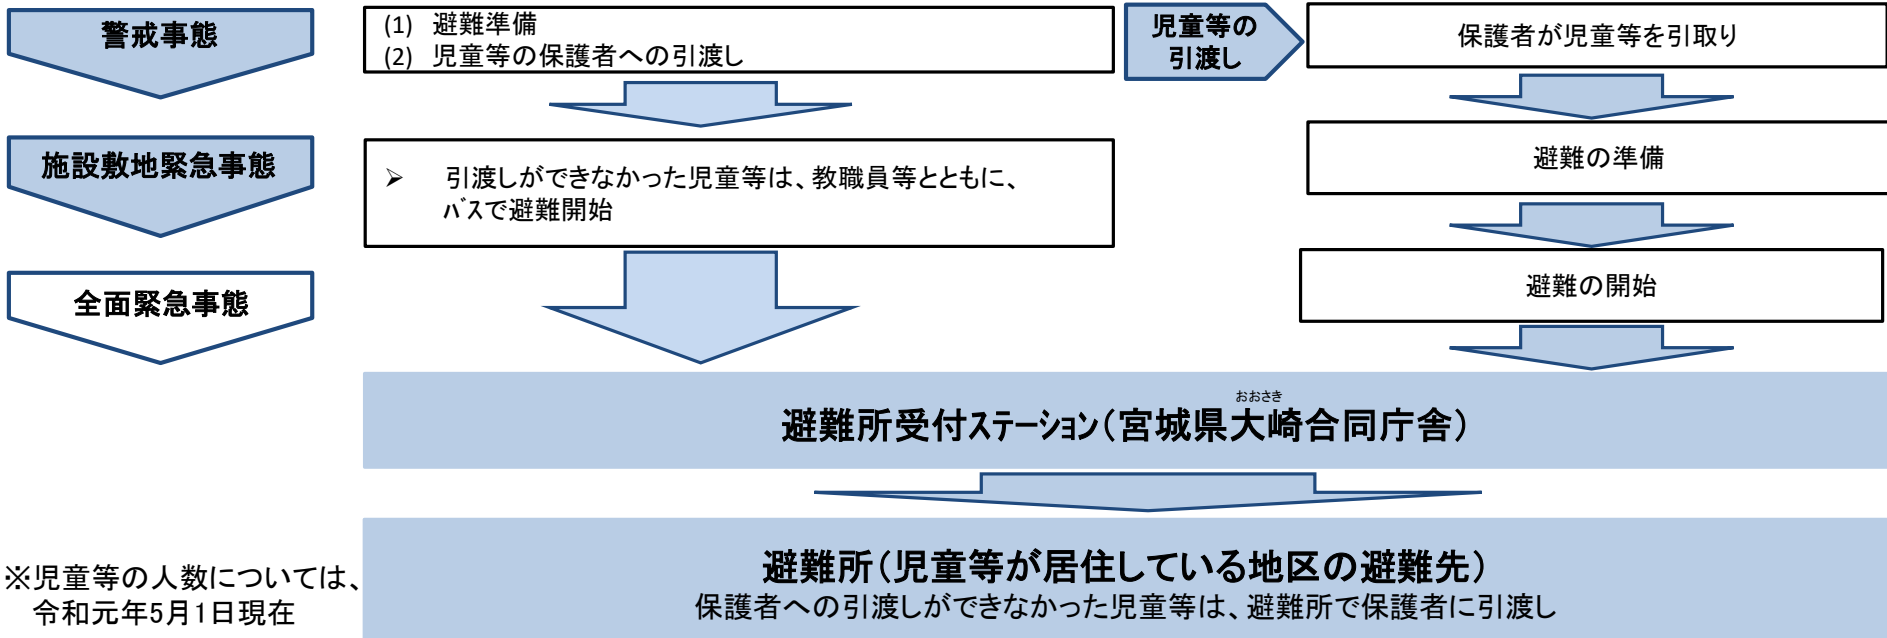 警戒事態
(1) 避難準備
(2) 児童等の保護者への引渡し
児童等の
引渡し
保護者が児童等を引取り
施設敷地緊急事態
➢ 引渡しができなかった児童等は、教職員等とともに、
バスで避難開始
避難の準備
全面緊急事態
避難の開始
おおさき
避難所受付ステーション(宮城県大崎合同庁舎)
避難所(児童等が居住している地区の避難先)
保護者への引渡しができなかった児童等は、避難所で保護者に引渡し
※児童等の人数については、
令和元年5月1日現在